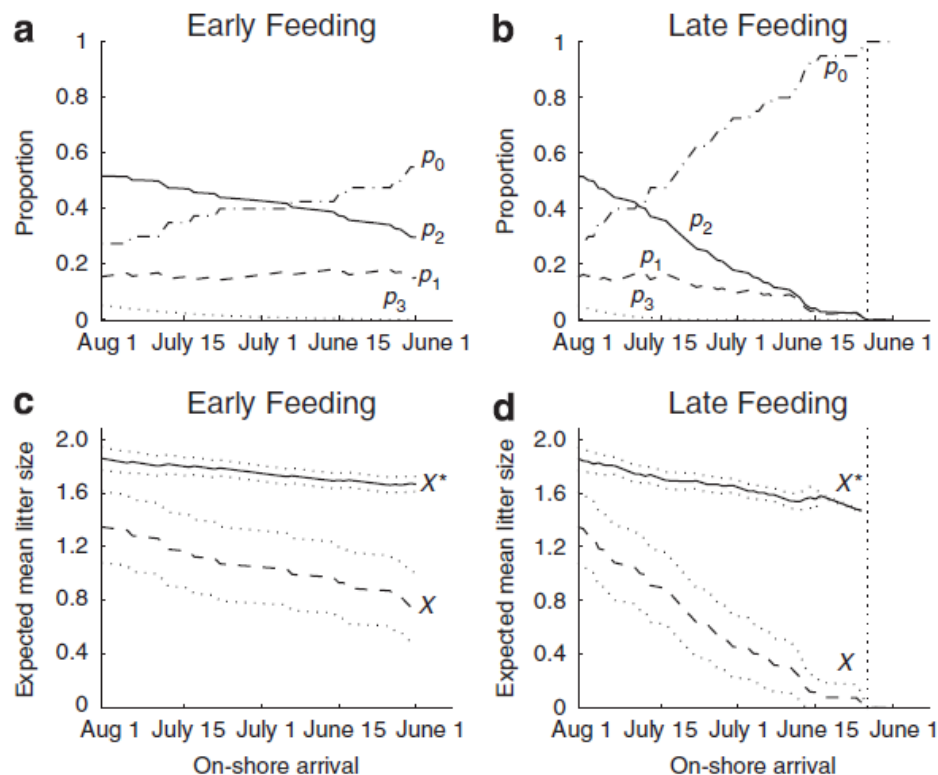 a Early Feeding
Proportion
1
0.8
0.6
0.4
0.2
0
p0
p2
p1
p3
Aug 1 July 15 July 1 June 15 June 1
b Late Feeding
Proportion
1
0.8
0.6
0.4
0.2
0
p0
p2
p1
p3
Aug 1 July 15 July 1 June 15 June 1
c Early Feeding
Expected mean litter size
2.0
1.6
1.2
0.8
0.4
0
X*
X
Aug 1 July 15 July 1 June 15 June 1
On-shore arrival
d Late Feeding
Expected mean litter size
2.0
1.6
1.2
0.8
0.4
0
X*
X
Aug 1 July 15 July 1 June 15 June 1
On-shore arrival